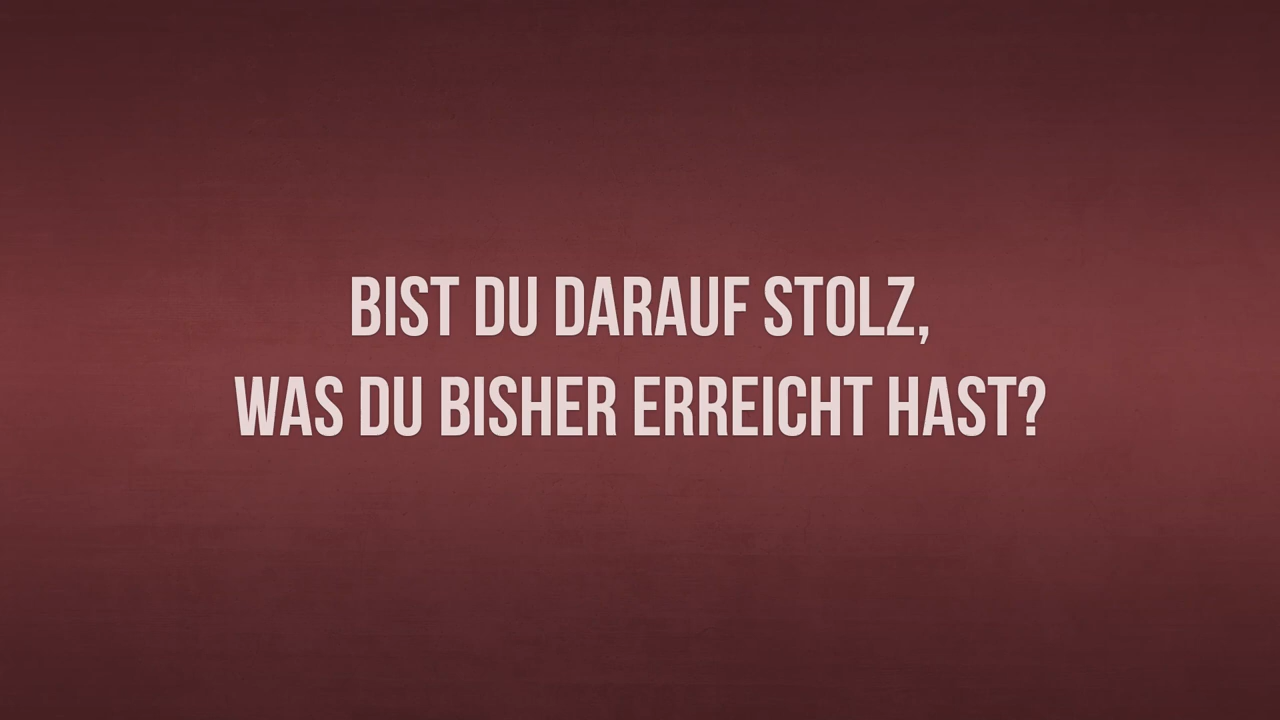 BIST DU DARAUF STOLZ,
WAS DU BISHER ERREICHT HAST?